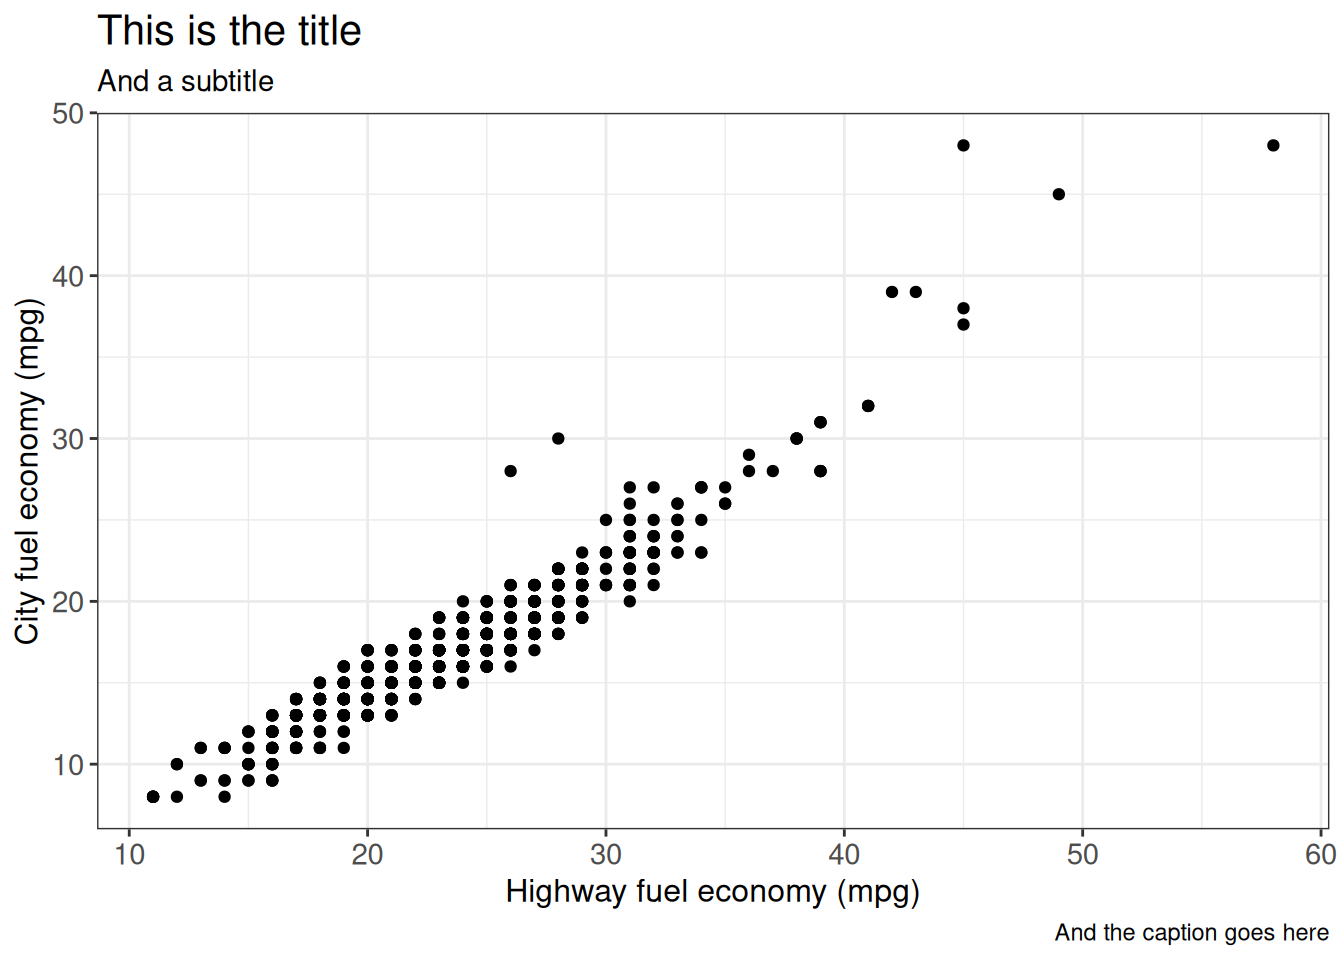 This is the title
And a subtitle
50
40
30
20
10
City fuel economy (mpg)
10 20 30 40 50 60
Highway fuel economy (mpg)
And the caption goes here